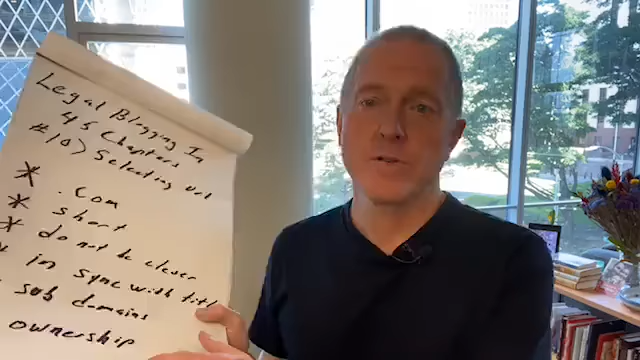 Legal Blogging In
45 Chapters
#10) Selecting url
* .com
* short
* do not be clever
* in sync with title
sub domains
ownership